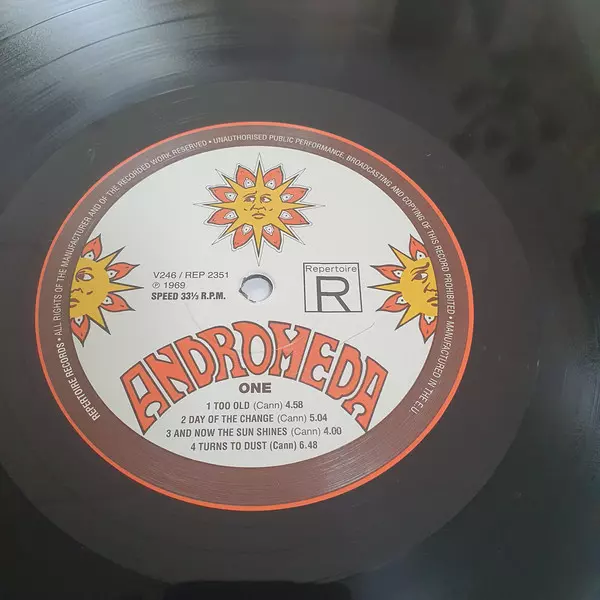 REPERTOIRE RECORDS • ALL RIGHTS OF THE MANUFACTURER AND OF THE RECORDED WORK RESERVED • UNAUTHORISED PUBLIC PERFORMANCE, BROADCASTING AND COPYING OF THIS RECORD PROHIBITED • MANUFACTURED IN THE EU
V246 / REP 2351
℗ 1969
SPEED 33⅓ R.P.M.
Repertoire
R
ANDROMEDA
ONE
1 TOO OLD (Cann) 4.58
2 DAY OF THE CHANGE (Cann) 5.04
3 AND NOW THE SUN SHINES (Cann) 4.00
4 TURNS TO DUST (Cann) 6.48